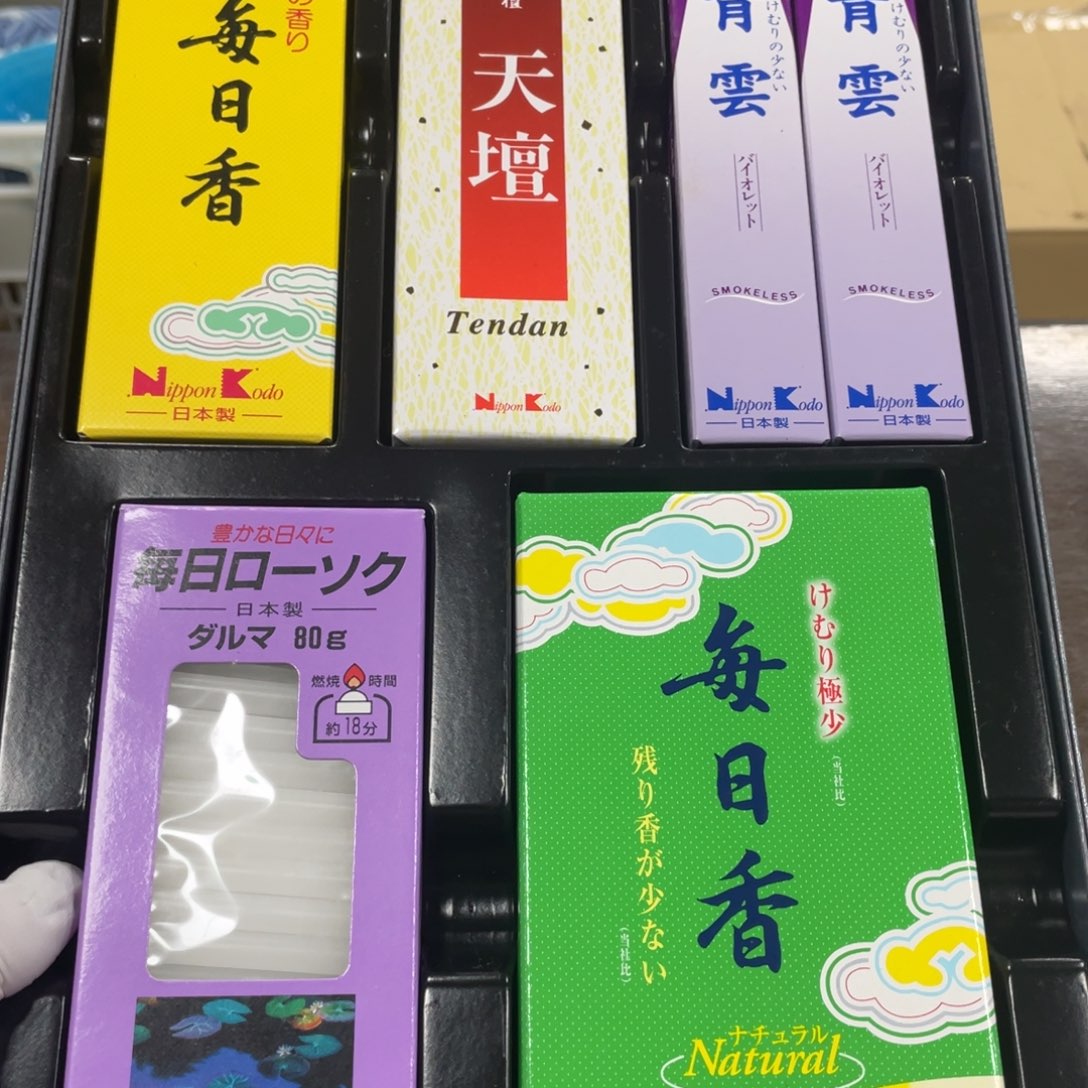 の香り
毎日香
Nippon Kodo
日本製
天壇
Tendan
Nippon Kodo
けむりの少ない
青雲
バイオレット
SMOKELESS
Nippon Kodo
日本製
けむりの少ない
青雲
バイオレット
SMOKELESS
Nippon Kodo
日本製
豊かな日々に
毎日ローソク
日本製
ダルマ 80g
燃焼時間
約18分
けむり極少
(当社比)
毎日香
残り香が少ない
(当社比)
ナチュラル
Natural